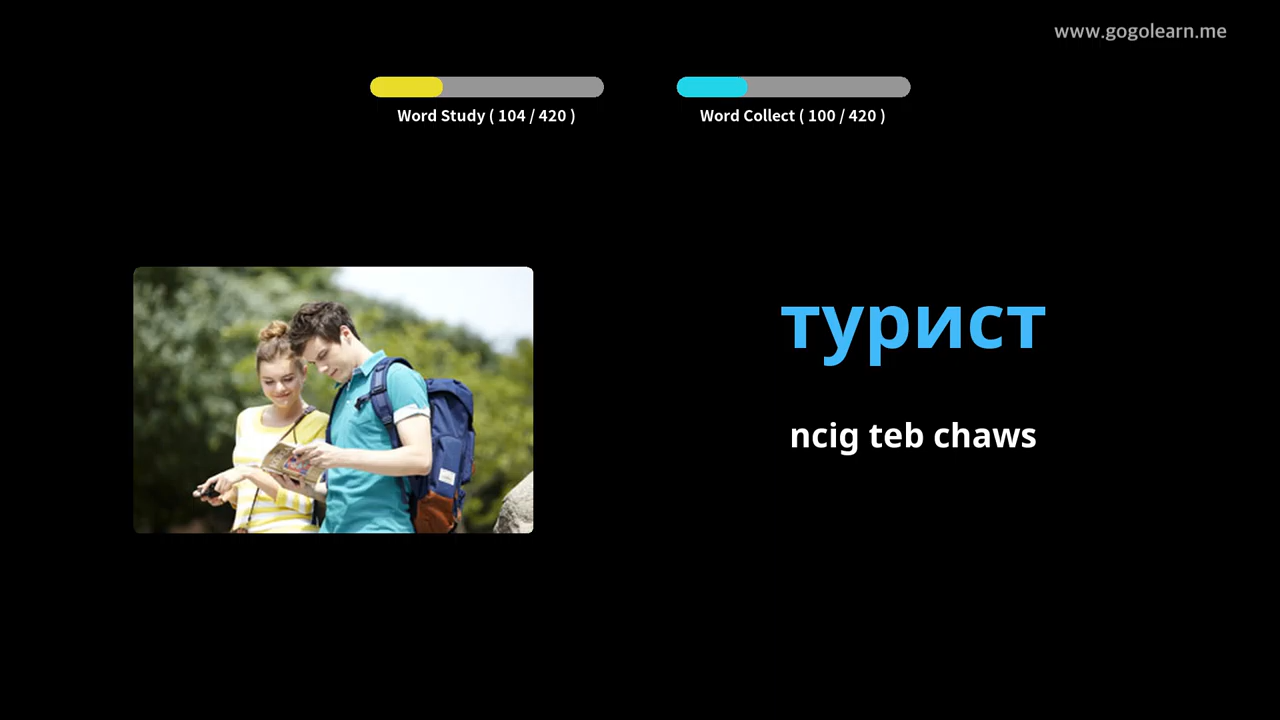 www.gogolearn.me
Word Study ( 104 / 420 )
Word Collect ( 100 / 420 )
турист
ncig teb chaws